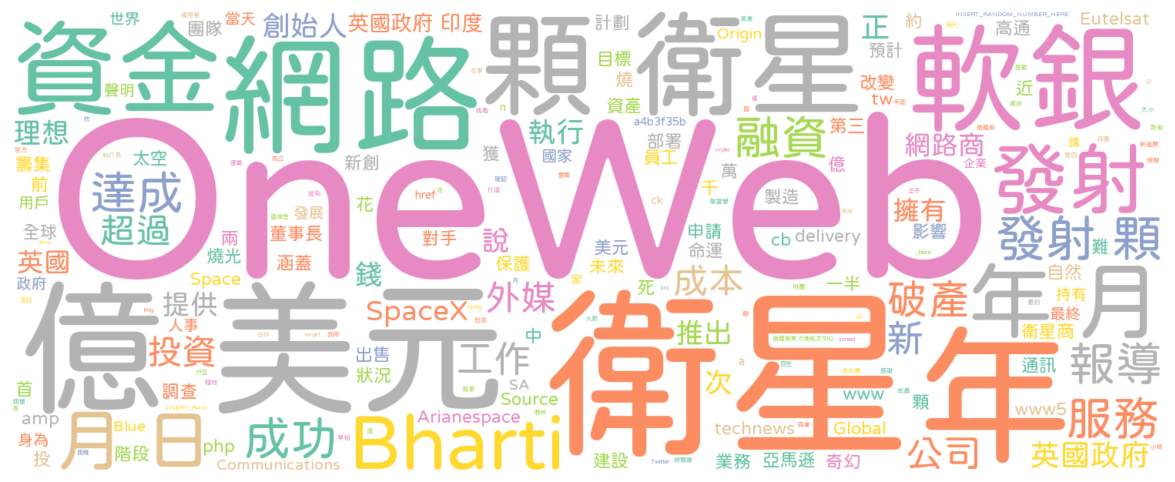 世界
當天
創始人
英國政府 印度
計劃
Origin
正
約
INSERT_RANDOM_NUMBER_HERE
高通
Eutelsat
團隊
資金
網路
顆 衛星
軟銀
目標
燒
預計
改變
近
聲明
理想
資產
tw
a4b3f35b
執行
融資
第三
網路商
識
籌集
太空
新創
獲
國家
部署
員工
億
企業
發射
前
用戶
OneWeb
達成
萬
千
製造
擁有
超過
發展
href
花
ck
全球
兩
董事長
對手
說
美元
申請
命運
cb
delivery
影響
發射 顆
難
英國
燒光
涵蓋
錢
保護
未來
政府
Space
外媒
死
成本
一半
破產
自然
年 月
億 美元
提供
SpaceX
衛星
持有
最終
衛星商
img
人事
target
投資
出售
中
推出
新
年
通訊
工作
報導
首
調查
狀況
SA
次
a
INSERT_RAN
Source
www
顆
www5
amp
Arianespace
服務
身為
Blue
月 日
php
成功
Bharti
technews
Global
投
階段
Communications
Twitter
建設
業務
亞馬遜
奇幻
公司
英國政府